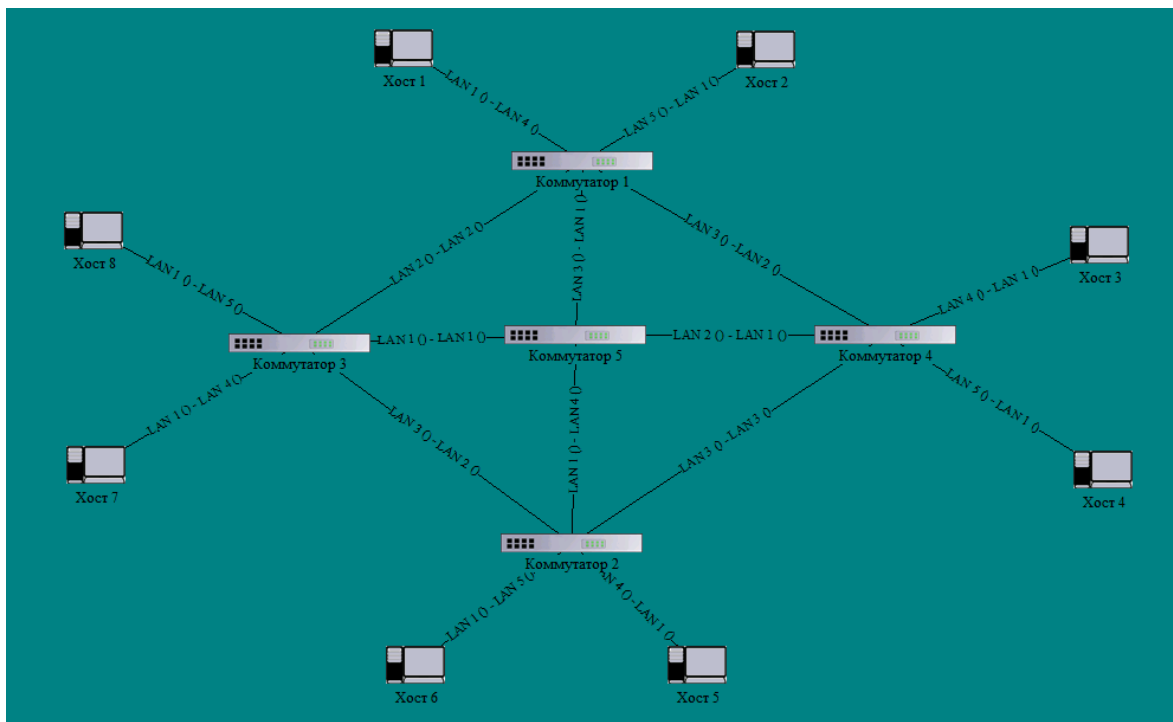 Хост 1
Хост 2
LAN 1 () - LAN 4 ()
LAN 5 () - LAN 1 ()
Коммутатор 1
LAN 2 () - LAN 2 ()
LAN 3 () - LAN 1 ()
LAN 3 () - LAN 2 ()
Хост 8
Хост 3
LAN 1 () - LAN 5 ()
LAN 4 () - LAN 1 ()
Коммутатор 3
LAN 1 () - LAN 1 ()
Коммутатор 5
LAN 2 () - LAN 1 ()
Коммутатор 4
LAN 1 () - LAN 4 ()
LAN 3 () - LAN 2 ()
LAN 1 () - LAN 4 ()
LAN 3 () - LAN 3 ()
LAN 5 () - LAN 1 ()
Хост 7
Хост 4
Коммутатор 2
LAN 1 () - LAN 5 ()
LAN 4 () - LAN 1 ()
Хост 6
Хост 5